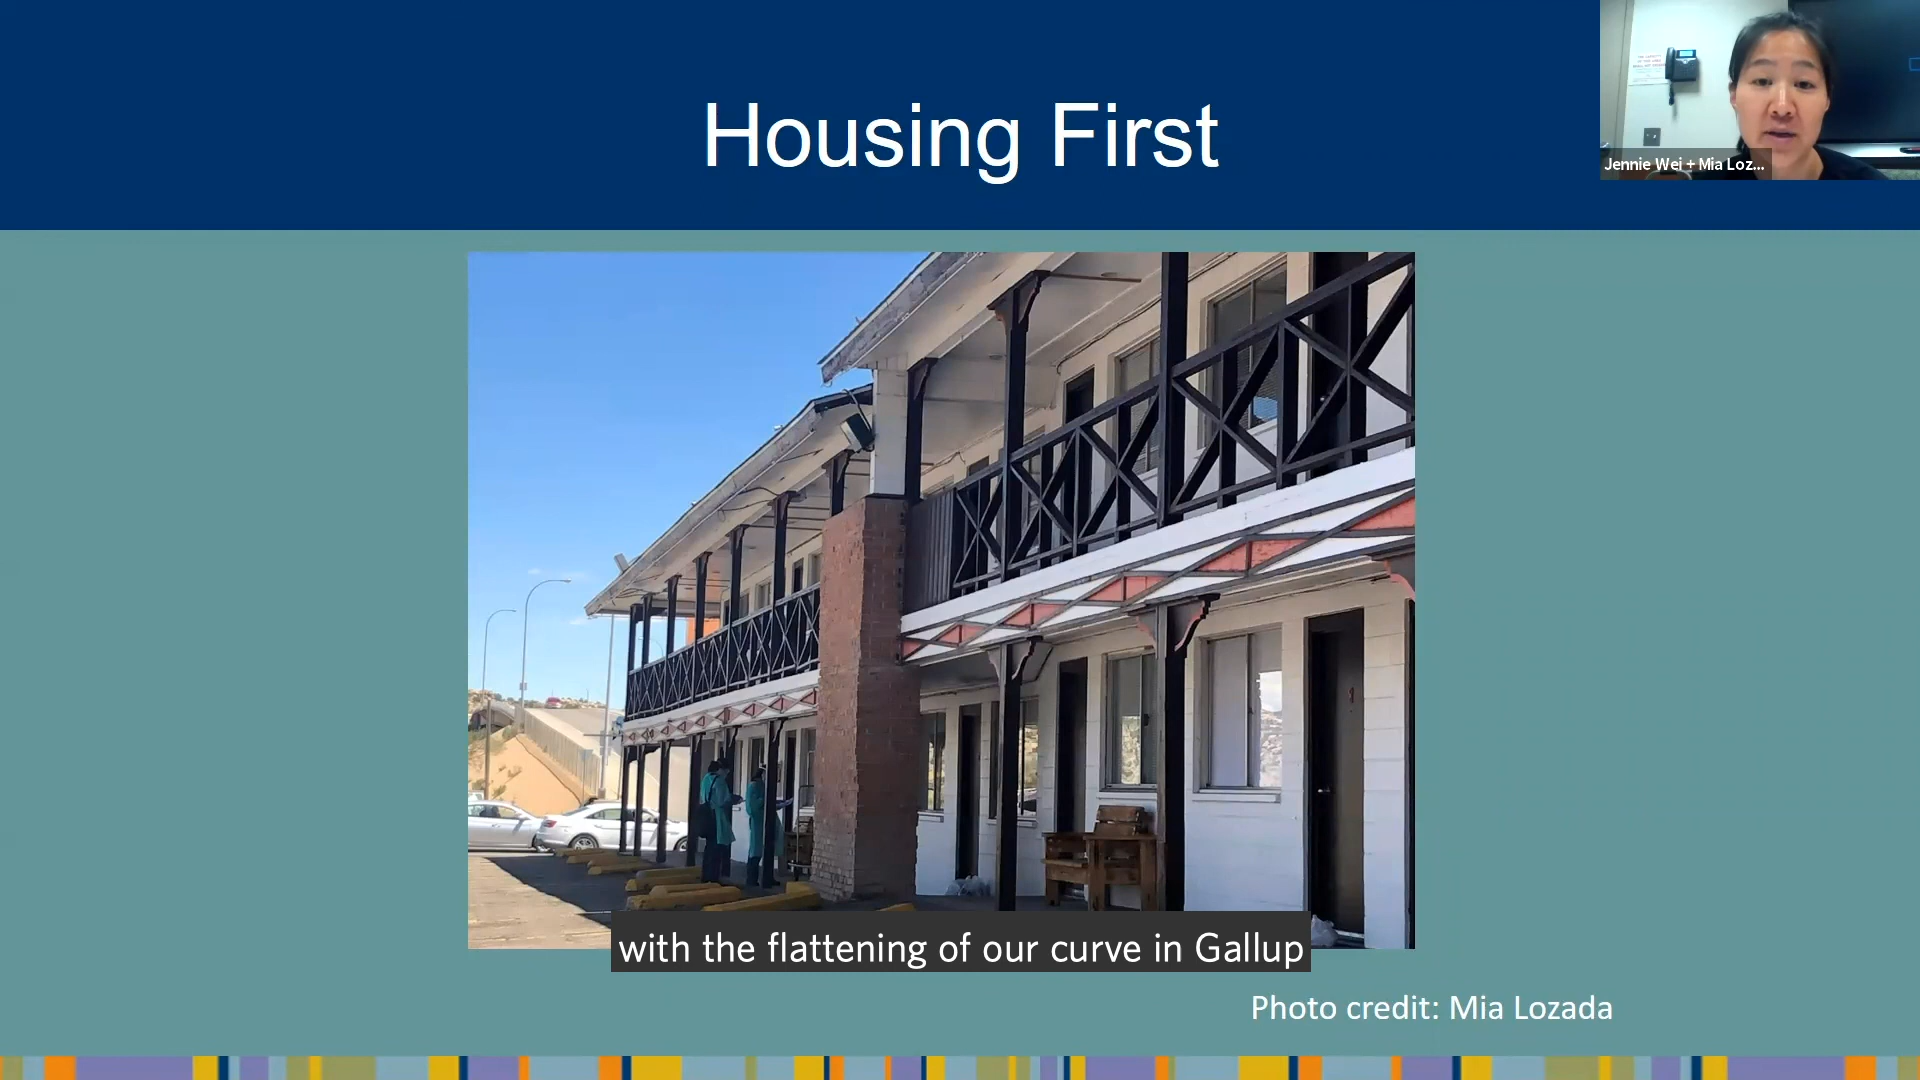 Housing First
Jennie Wei + Mia Loz...
with the flattening of our curve in Gallup
Photo credit: Mia Lozada